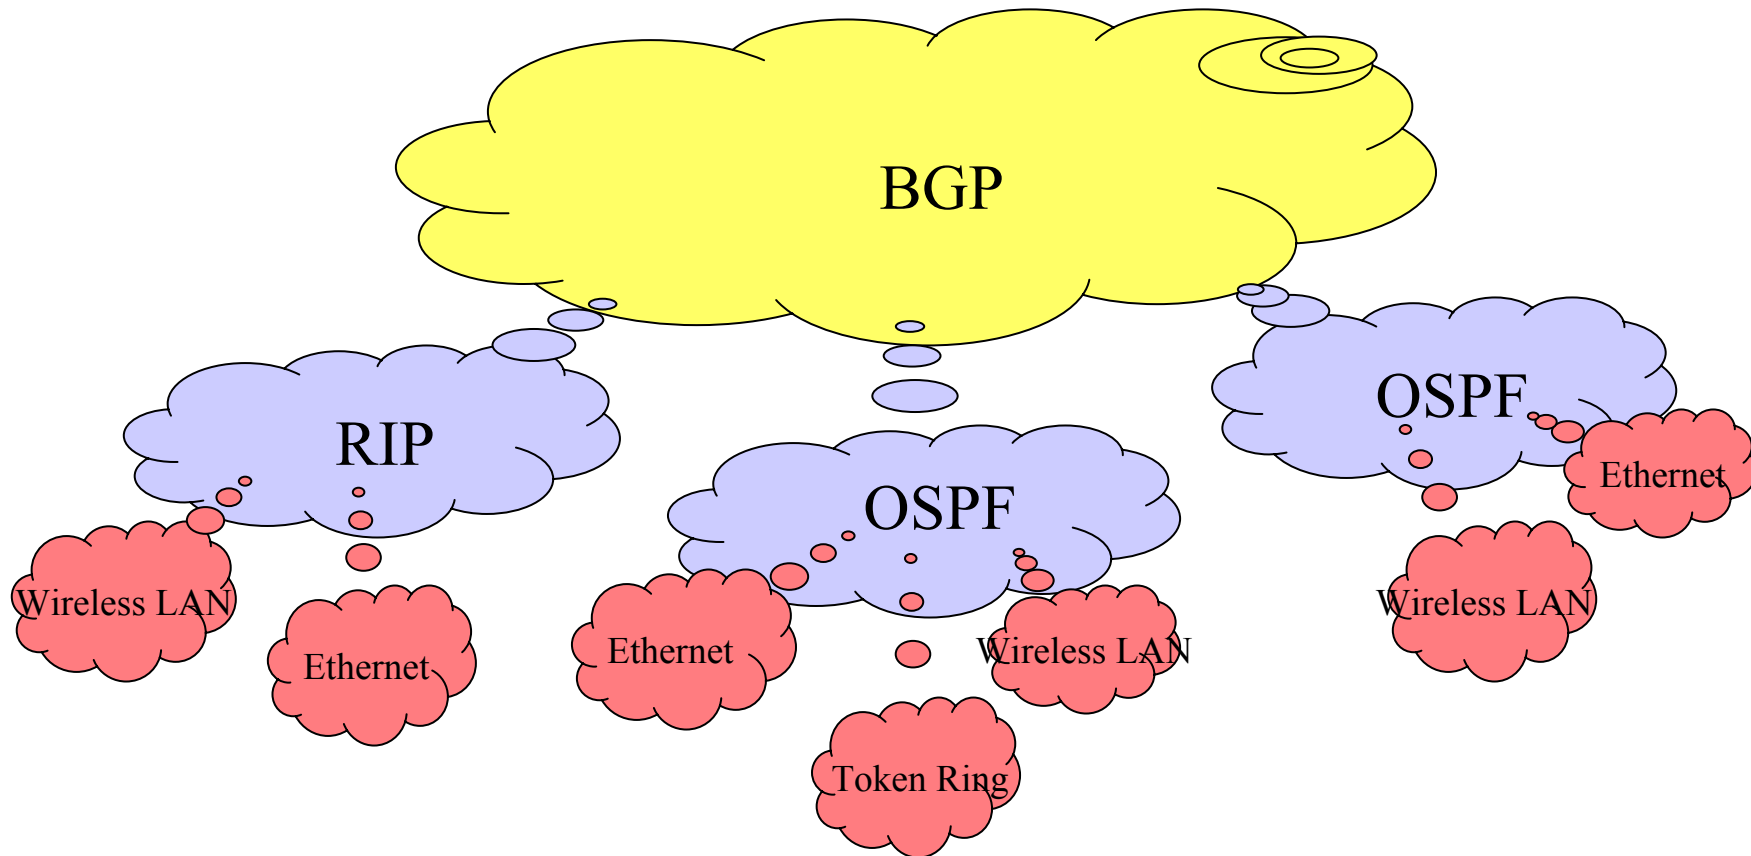 BGP
RIP
OSPF
OSPF
Ethernet
Wireless LAN
Ethernet
Ethernet
Wireless LAN
Wireless LAN
Token Ring